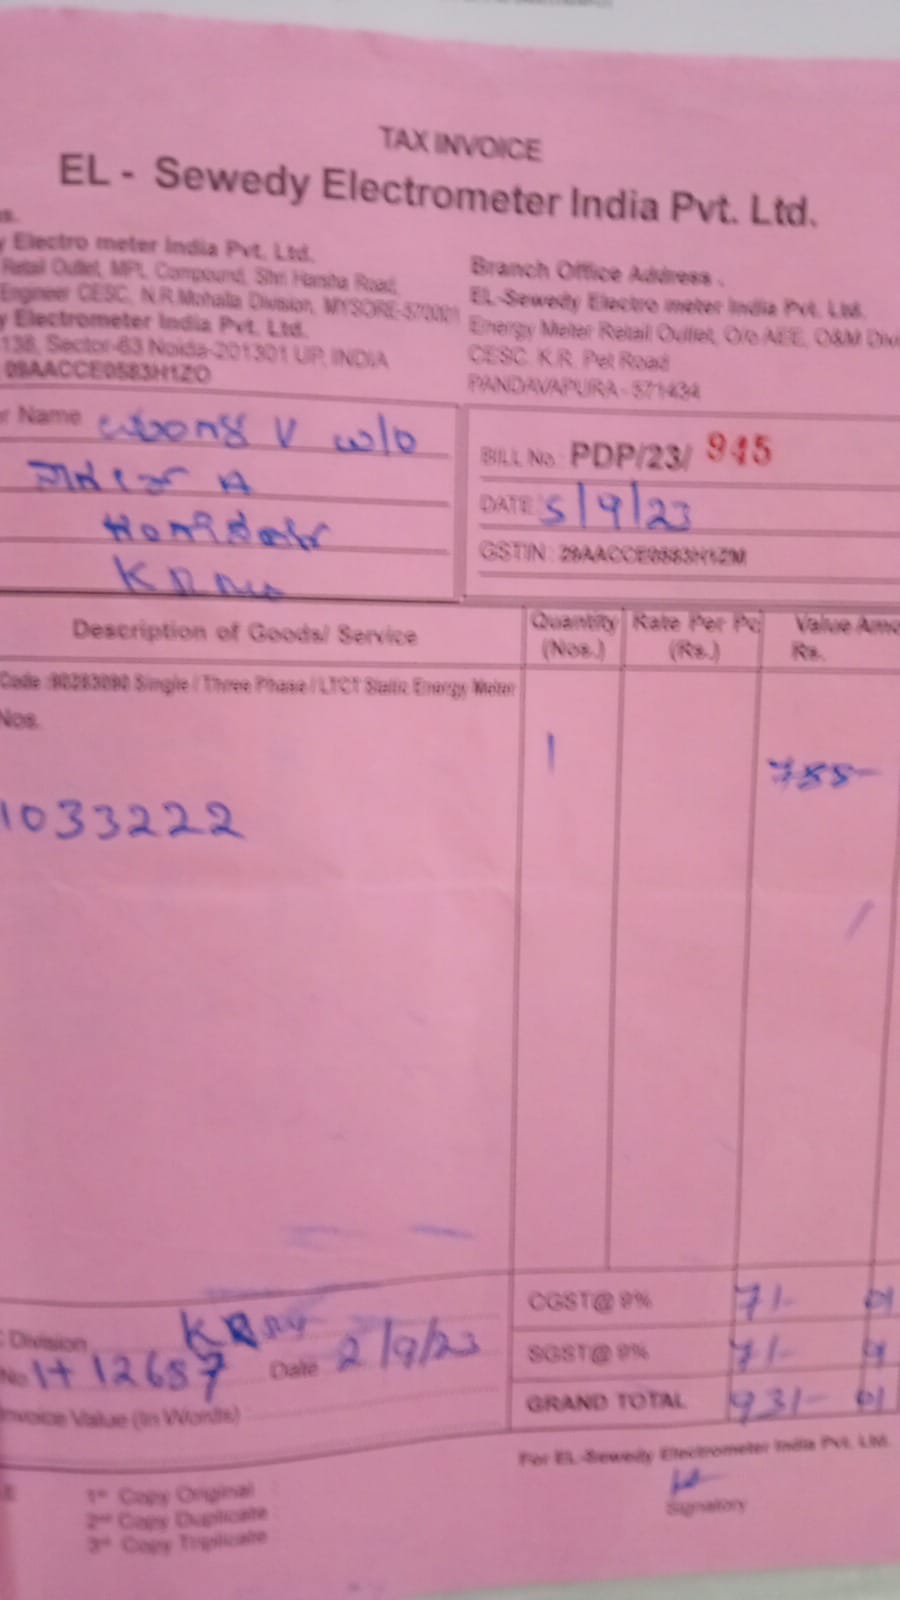 TAX INVOICE
EL - Sewedy Electrometer India Pvt. Ltd.
Electro meter India Pvt. Ltd.
Retail Outlet, MPL Compound, Shri Harsha Road,
Engineer CESC, N.R.Mohalla Division, MYSORE-570001
y Electrometer India Pvt. Ltd.
138, Sector-63 Noida-201301 UP, INDIA
09AACCE0583H1ZO
Branch Office Address .
EL-Sewedy Electro meter India Pvt. Ltd.
Energy Meter Retail Outlet, O/o AEE, O&M Divi
CESC. K.R. Pet Road
PANDAVAPURA - 571434
r Name V w/o
A
BILL No. PDP/23/ 945
DATE 5/9/23
GSTIN : 29AACCE0583H1ZM
Description of Goods/ Service
Quantity (Nos.)
Rate Per Pc (Rs.)
Value Amo Rs.
Code :90283090 Single / Three Phase / LTCT Static Energy Meter
Nos.
1
755-
1033222
CGST@ 9% 71-
SGST@ 9% 71-
GRAND TOTAL 931-
Division
No 1+12657 Date 2/9/23
Invoice Value (In Words)
For EL-Sewedy Electrometer India Pvt. Ltd.
Signatory
1st Copy Original
2nd Copy Duplicate
3rd Copy Triplicate